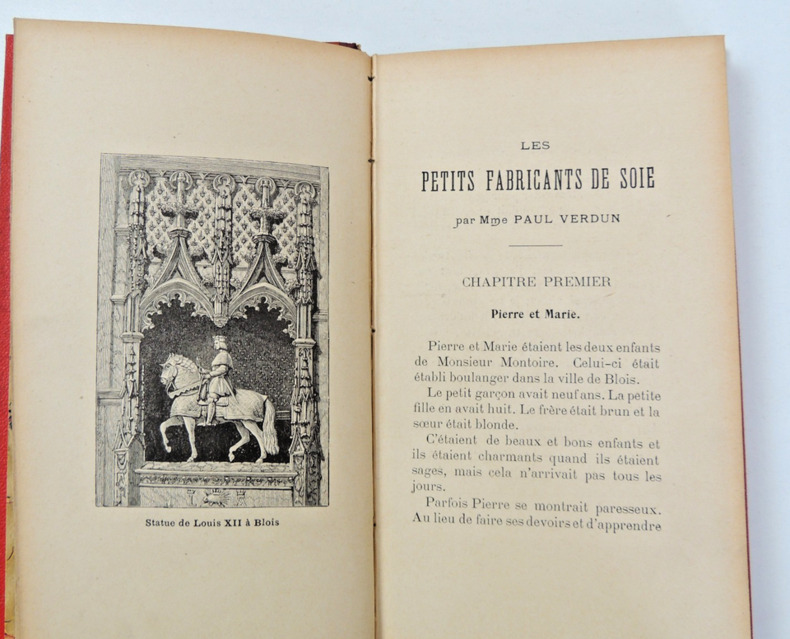 Statue de Louis XII à Blois
LES
PETITS FABRICANTS DE SOIE
par Mme PAUL VERDUN
CHAPITRE PREMIER
Pierre et Marie.
Pierre et Marie étaient les deux enfants
de Monsieur Montoire. Celui-ci était
établi boulanger dans la ville de Blois.
Le petit garçon avait neuf ans. La petite
fille en avait huit. Le frère était brun et la
sœur était blonde.
C'étaient de beaux et bons enfants et
ils étaient charmants quand ils étaient
sages, mais cela n'arrivait pas tous les
jours.
Parfois Pierre se montrait paresseux.
Au lieu de faire ses devoirs et d'apprendre